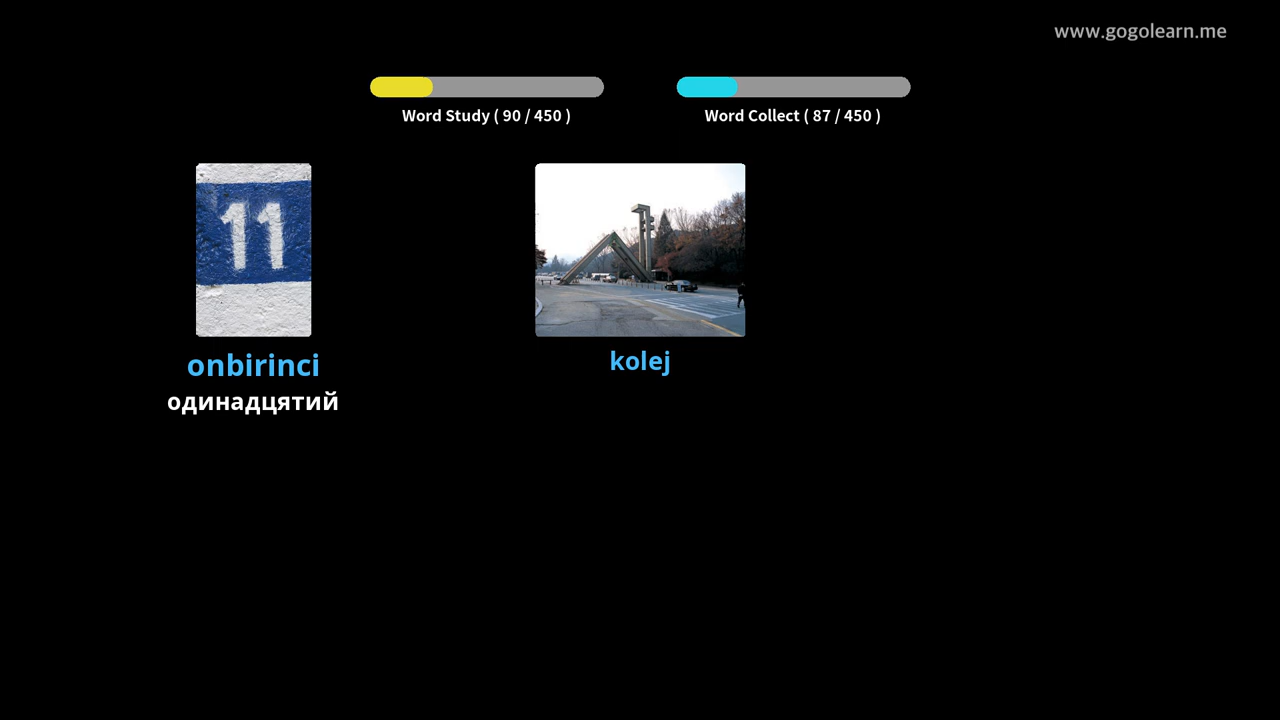 www.gogolearn.me
Word Study ( 90 / 450 )
Word Collect ( 87 / 450 )
11
onbirinci
одинадцятий
kolej